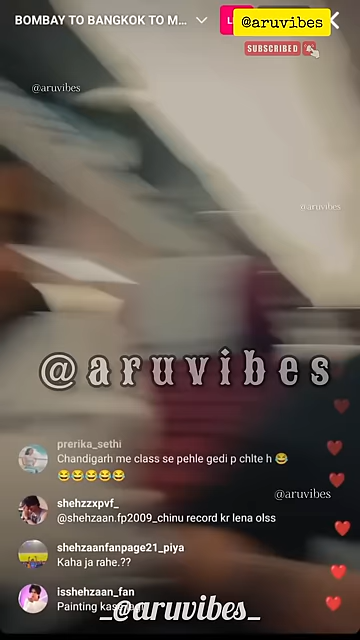 BOMBAY TO BANGKOK TO M...
@aruvibes
SUBSCRIBED
@aruvibes
@aruvibes
@aruvibes
prerika_sethi
Chandigarh me class se pehle gedi p chlte h 😂
😂😂😂😂😂
@aruvibes
shehzzxpvf_
@shehzaan.fp2009_chinu record kr lena olss
shehzaanfanpage21_piya
Kaha ja rahe.??
isshehzaan_fan
Painting
_@aruvibes_